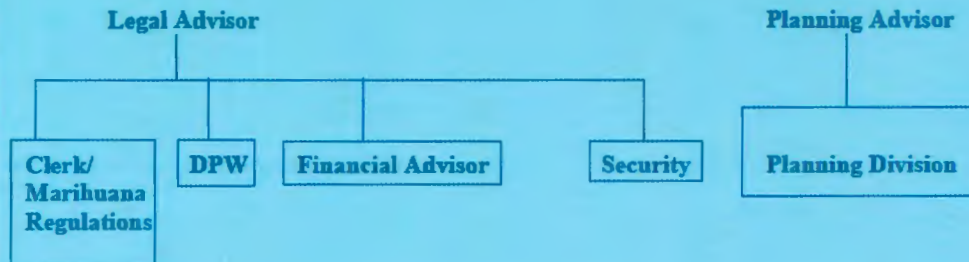 Legal Advisor
Planning Advisor
Clerk/
Marihuana
Regulations
DPW
Financial Advisor
Security
Planning Division